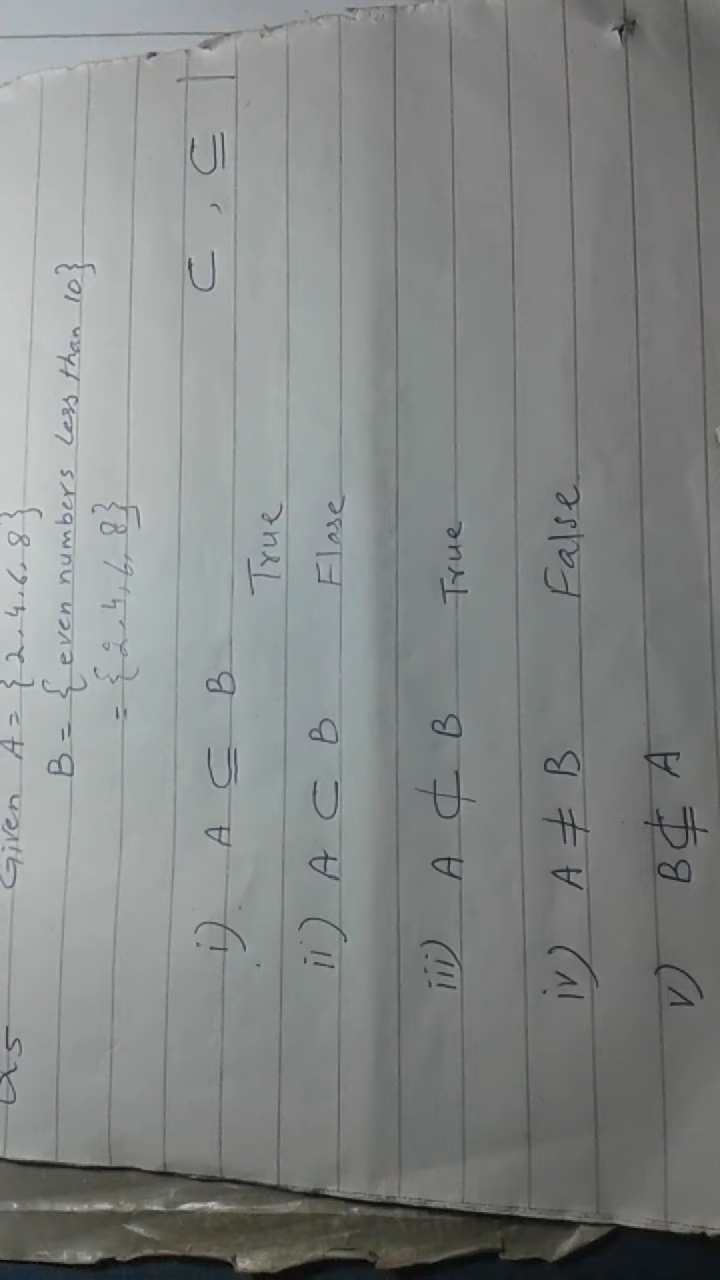 Q5 Given A = {2,4,6,8}
B = {even numbers less than 10}
= {2,4,6,8}
⊂ , ⊆
i) A ⊆ B
True
ii) A ⊂ B Flase
iii) A ⊄ B True
iv) A ≠ B False
v) B ⊈ A